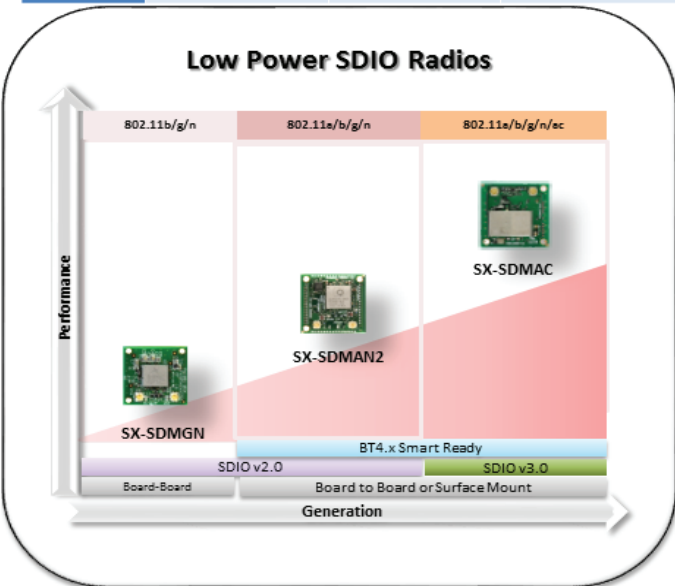 Low Power SDIO Radios
802.11b/g/n
802.11a/b/g/n
802.11a/b/g/n/ac
Performance
SX-SDMAC
SX-SDMAN2
SX-SDMGN
BT4.x Smart Ready
SDIO v2.0
SDIO v3.0
Board-Board
Board to Board or Surface Mount
Generation